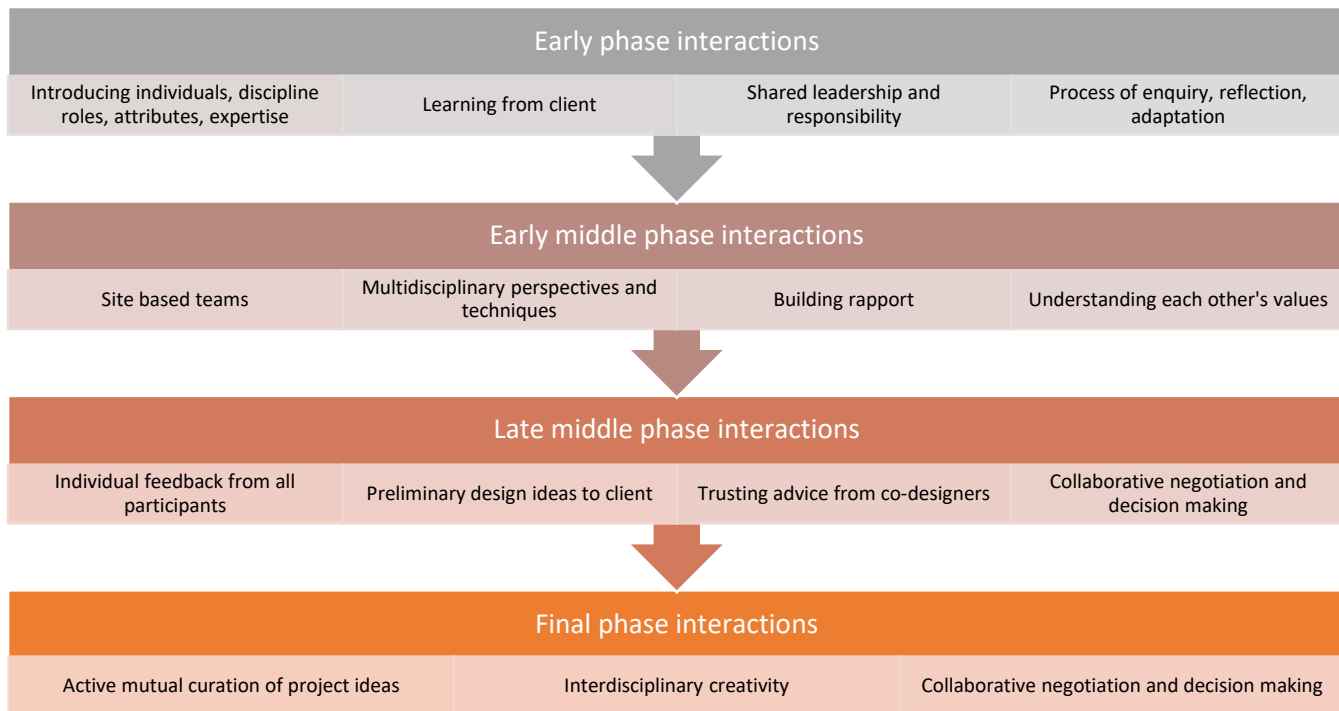 Early phase interactions
Introducing individuals, discipline
roles, attributes, expertise
Learning from client
Shared leadership and
responsibility
Process of enquiry, reflection,
adaptation
Early middle phase interactions
Site based teams
Multidisciplinary perspectives and
techniques
Building rapport
Understanding each other's values
Late middle phase interactions
Individual feedback from all
participants
Preliminary design ideas to client
Trusting advice from co-designers
Collaborative negotiation and
decision making
Final phase interactions
Active mutual curation of project ideas
Interdisciplinary creativity
Collaborative negotiation and decision making